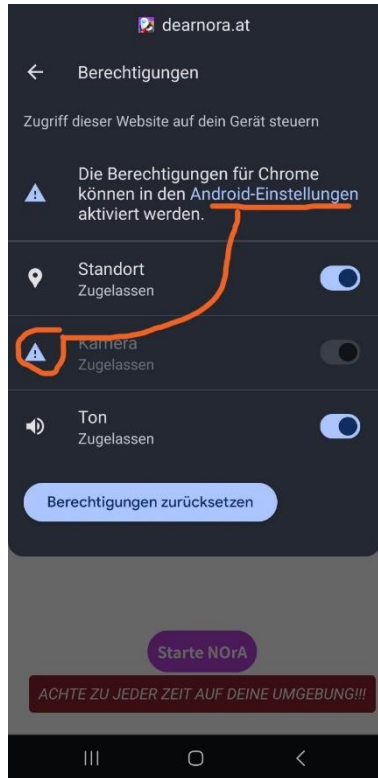 dearnora.at
Berechtigungen
Zugriff dieser Website auf dein Gerät steuern
Die Berechtigungen für Chrome
können in den Android-Einstellungen
aktiviert werden.
Standort
Zugelassen
Kamera
Zugelassen
Ton
Zugelassen
Berechtigungen zurücksetzen
Starte NOrA
ACHTE ZU JEDER ZEIT AUF DEINE UMGEBUNG!!!